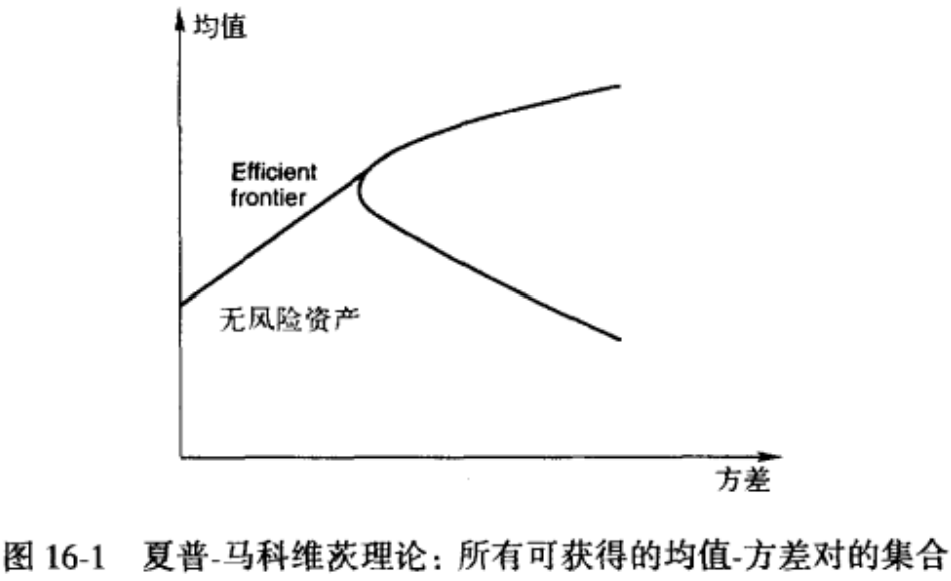 均值
Efficient
frontier
无风险资产
方差
图 16-1 夏普-马科维茨理论：所有可获得的均值-方差对的集合